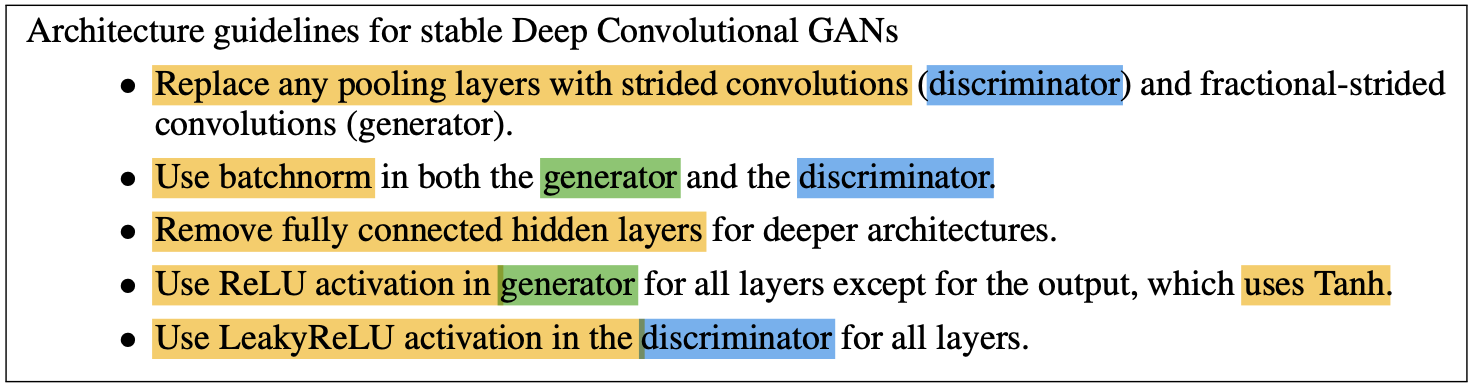 Architecture guidelines for stable Deep Convolutional GANs
• Replace any pooling layers with strided convolutions (discriminator) and fractional-strided
convolutions (generator).
• Use batchnorm in both the generator and the discriminator.
• Remove fully connected hidden layers for deeper architectures.
• Use ReLU activation in generator for all layers except for the output, which uses Tanh.
• Use LeakyReLU activation in the discriminator for all layers.